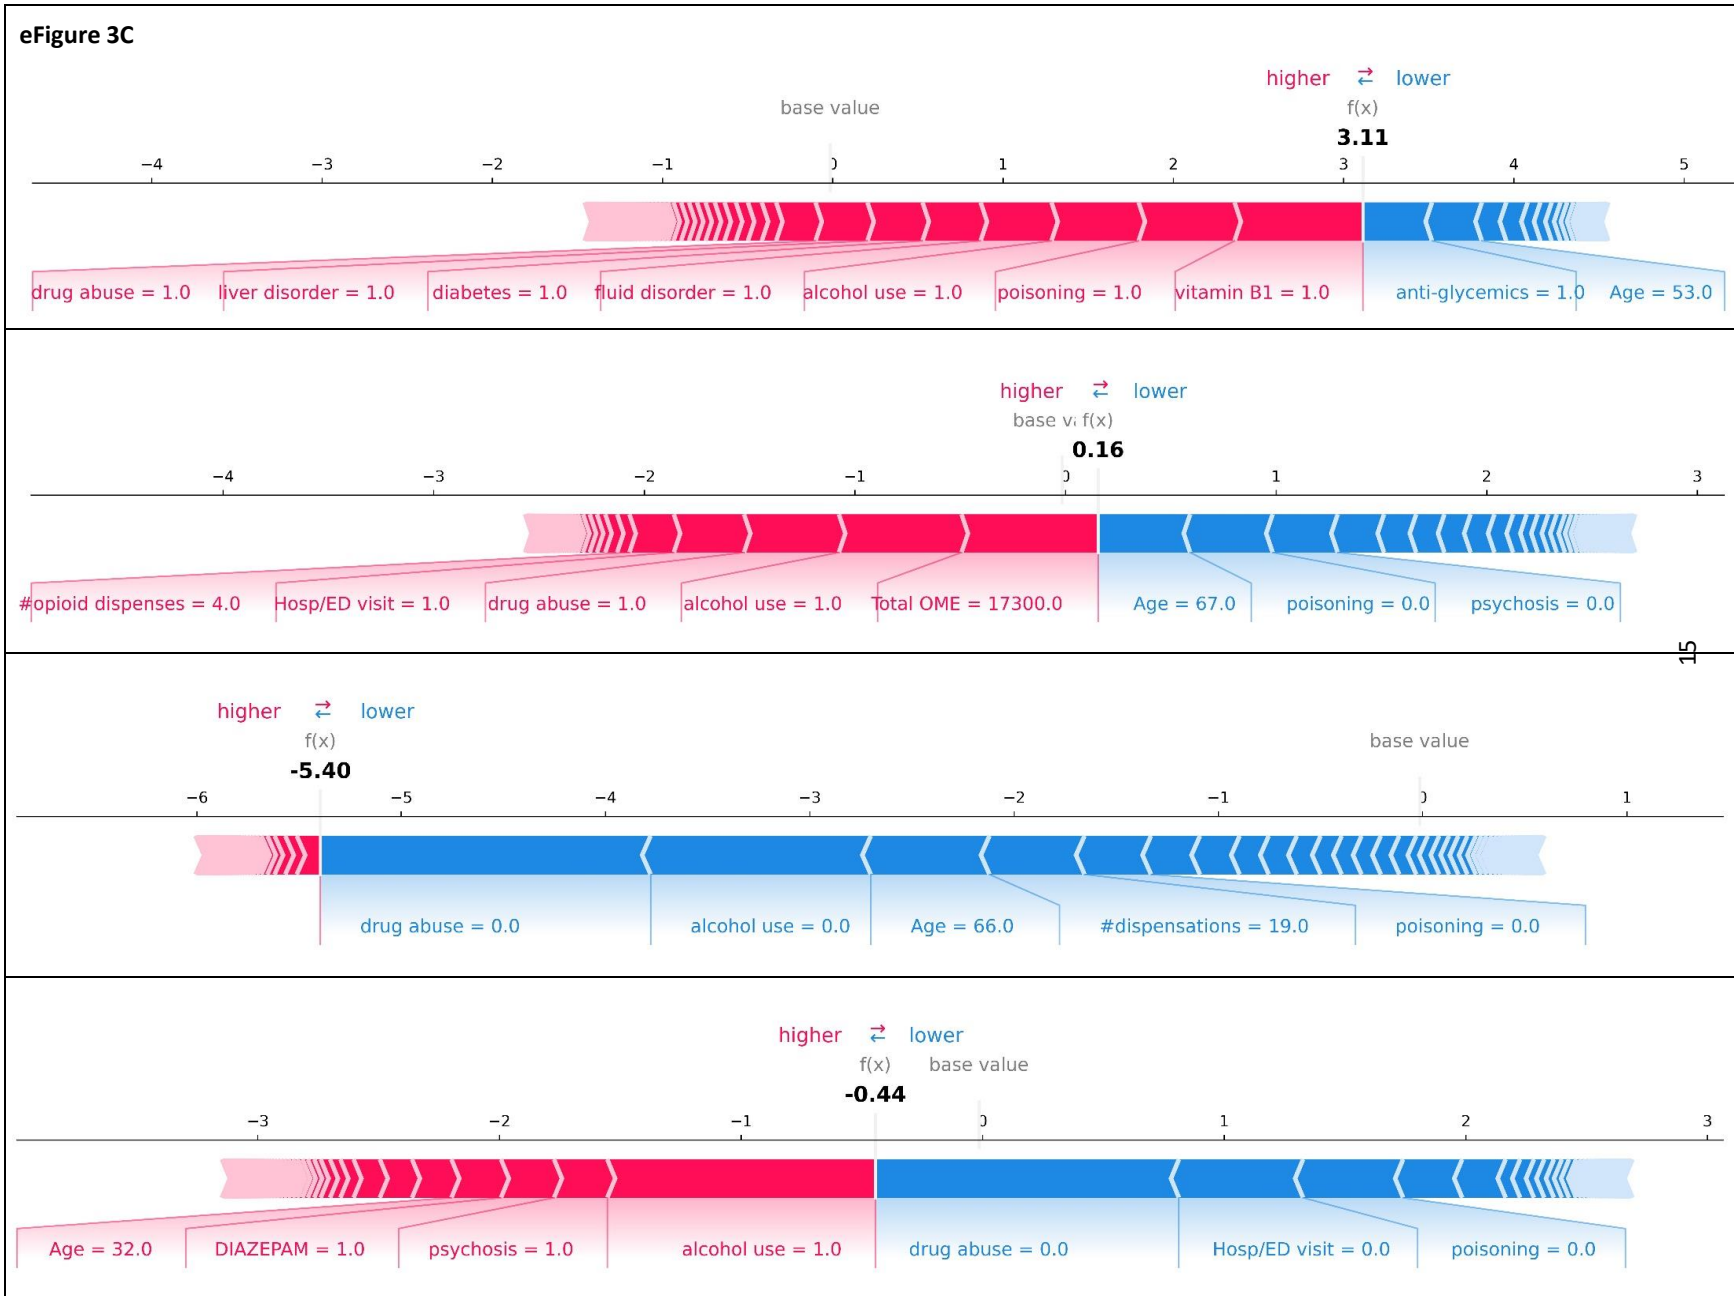 eFigure 3C
higher ⇄ lower
base value f(x)
3.11
−4 −3 −2 −1 0 1 2 3 4 5
drug abuse = 1.0 liver disorder = 1.0 diabetes = 1.0 fluid disorder = 1.0 alcohol use = 1.0 poisoning = 1.0 vitamin B1 = 1.0 anti-glycemics = 1.0 Age = 53.0
higher ⇄ lower
base va f(x)
0.16
−4 −3 −2 −1 0 1 2 3
#opioid dispenses = 4.0 Hosp/ED visit = 1.0 drug abuse = 1.0 alcohol use = 1.0 Total OME = 17300.0 Age = 67.0 poisoning = 0.0 psychosis = 0.0
15
higher ⇄ lower
f(x) base value
-5.40
−6 −5 −4 −3 −2 −1 0 1
drug abuse = 0.0 alcohol use = 0.0 Age = 66.0 #dispensations = 19.0 poisoning = 0.0
higher ⇄ lower
f(x) base value
-0.44
−3 −2 −1 0 1 2 3
Age = 32.0 DIAZEPAM = 1.0 psychosis = 1.0 alcohol use = 1.0 drug abuse = 0.0 Hosp/ED visit = 0.0 poisoning = 0.0